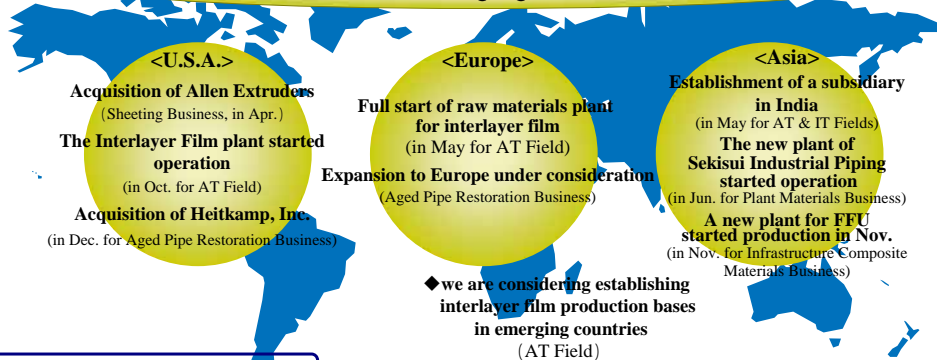 <U.S.A.>
Acquisition of Allen Extruders
(Sheeting Business, in Apr.)
The Interlayer Film plant started
operation
(in Oct. for AT Field)
Acquisition of Heitkamp, Inc.
(in Dec. for Aged Pipe Restoration Business)
<Europe>
Full start of raw materials plant
for interlayer film
(in May for AT Field)
Expansion to Europe under consideration
(Aged Pipe Restoration Business)
◆we are considering establishing
interlayer film production bases
in emerging countries
(AT Field)
<Asia>
Establishment of a subsidiary
in India
(in May for AT & IT Fields)
The new plant of
Sekisui Industrial Piping
started operation
(in Jun. for Plant Materials Business)
A new plant for FFU
started production in Nov.
(in Nov. for Infrastructure Composite
Materials Business)